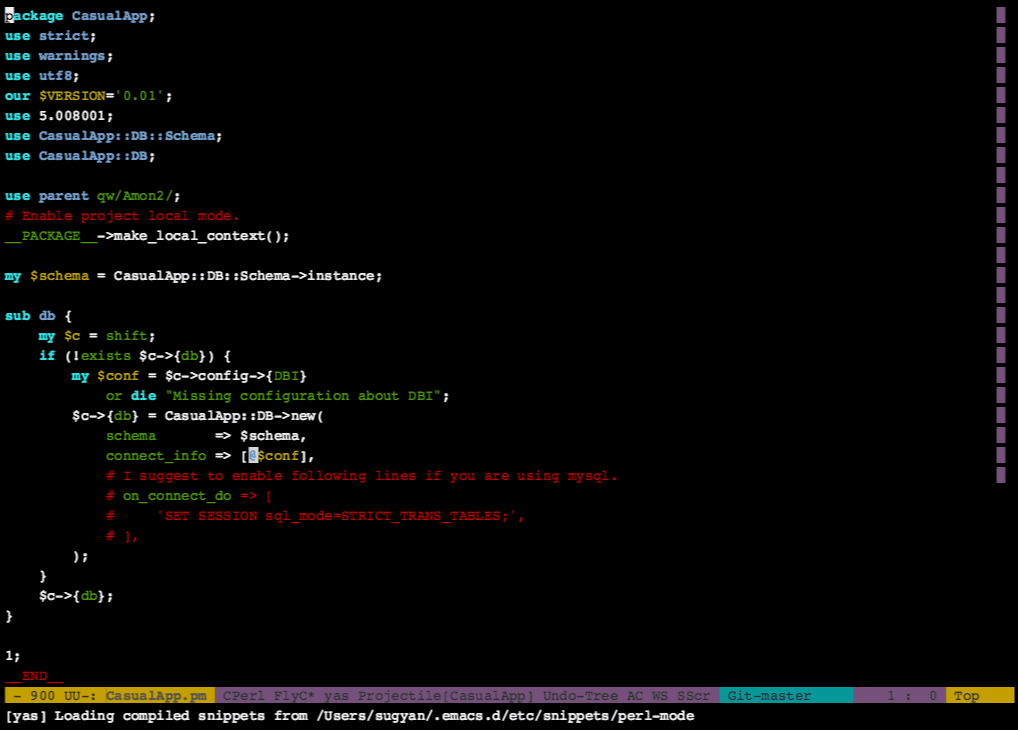 package CasualApp;
use strict;
use warnings;
use utf8;
our $VERSION='0.01';
use 5.008001;
use CasualApp::DB::Schema;
use CasualApp::DB;

use parent qw/Amon2/;
# Enable project local mode.
__PACKAGE__->make_local_context();

my $schema = CasualApp::DB::Schema->instance;

sub db {
    my $c = shift;
    if (!exists $c->{db}) {
        my $conf = $c->config->{DBI}
            or die "Missing configuration about DBI";
        $c->{db} = CasualApp::DB->new(
            schema       => $schema,
            connect_info => [@$conf],
            # I suggest to enable following lines if you are using mysql.
            # on_connect_do => [
            #     'SET SESSION sql_mode=STRICT_TRANS_TABLES;',
            # ],
        );
    }
    $c->{db};
}

1;
__END__
- 900 UU-: CasualApp.pm CPerl FlyC* yas Projectile[CasualApp] Undo-Tree AC WS SScr Git-master 1 : 0 Top
[yas] Loading compiled snippets from /Users/sugyan/.emacs.d/etc/snippets/perl-mode